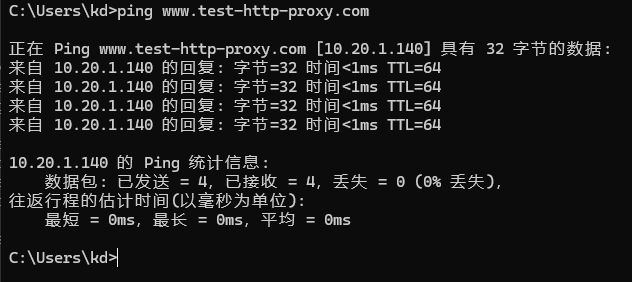 C:\Users\kd>ping www.test-http-proxy.com
正在 Ping www.test-http-proxy.com [10.20.1.140] 具有 32 字节的数据:
来自 10.20.1.140 的回复: 字节=32 时间<1ms TTL=64
来自 10.20.1.140 的回复: 字节=32 时间<1ms TTL=64
来自 10.20.1.140 的回复: 字节=32 时间<1ms TTL=64
来自 10.20.1.140 的回复: 字节=32 时间<1ms TTL=64
10.20.1.140 的 Ping 统计信息:
数据包: 已发送 = 4，已接收 = 4，丢失 = 0 (0% 丢失)，
往返行程的估计时间(以毫秒为单位):
最短 = 0ms，最长 = 0ms，平均 = 0ms
C:\Users\kd>